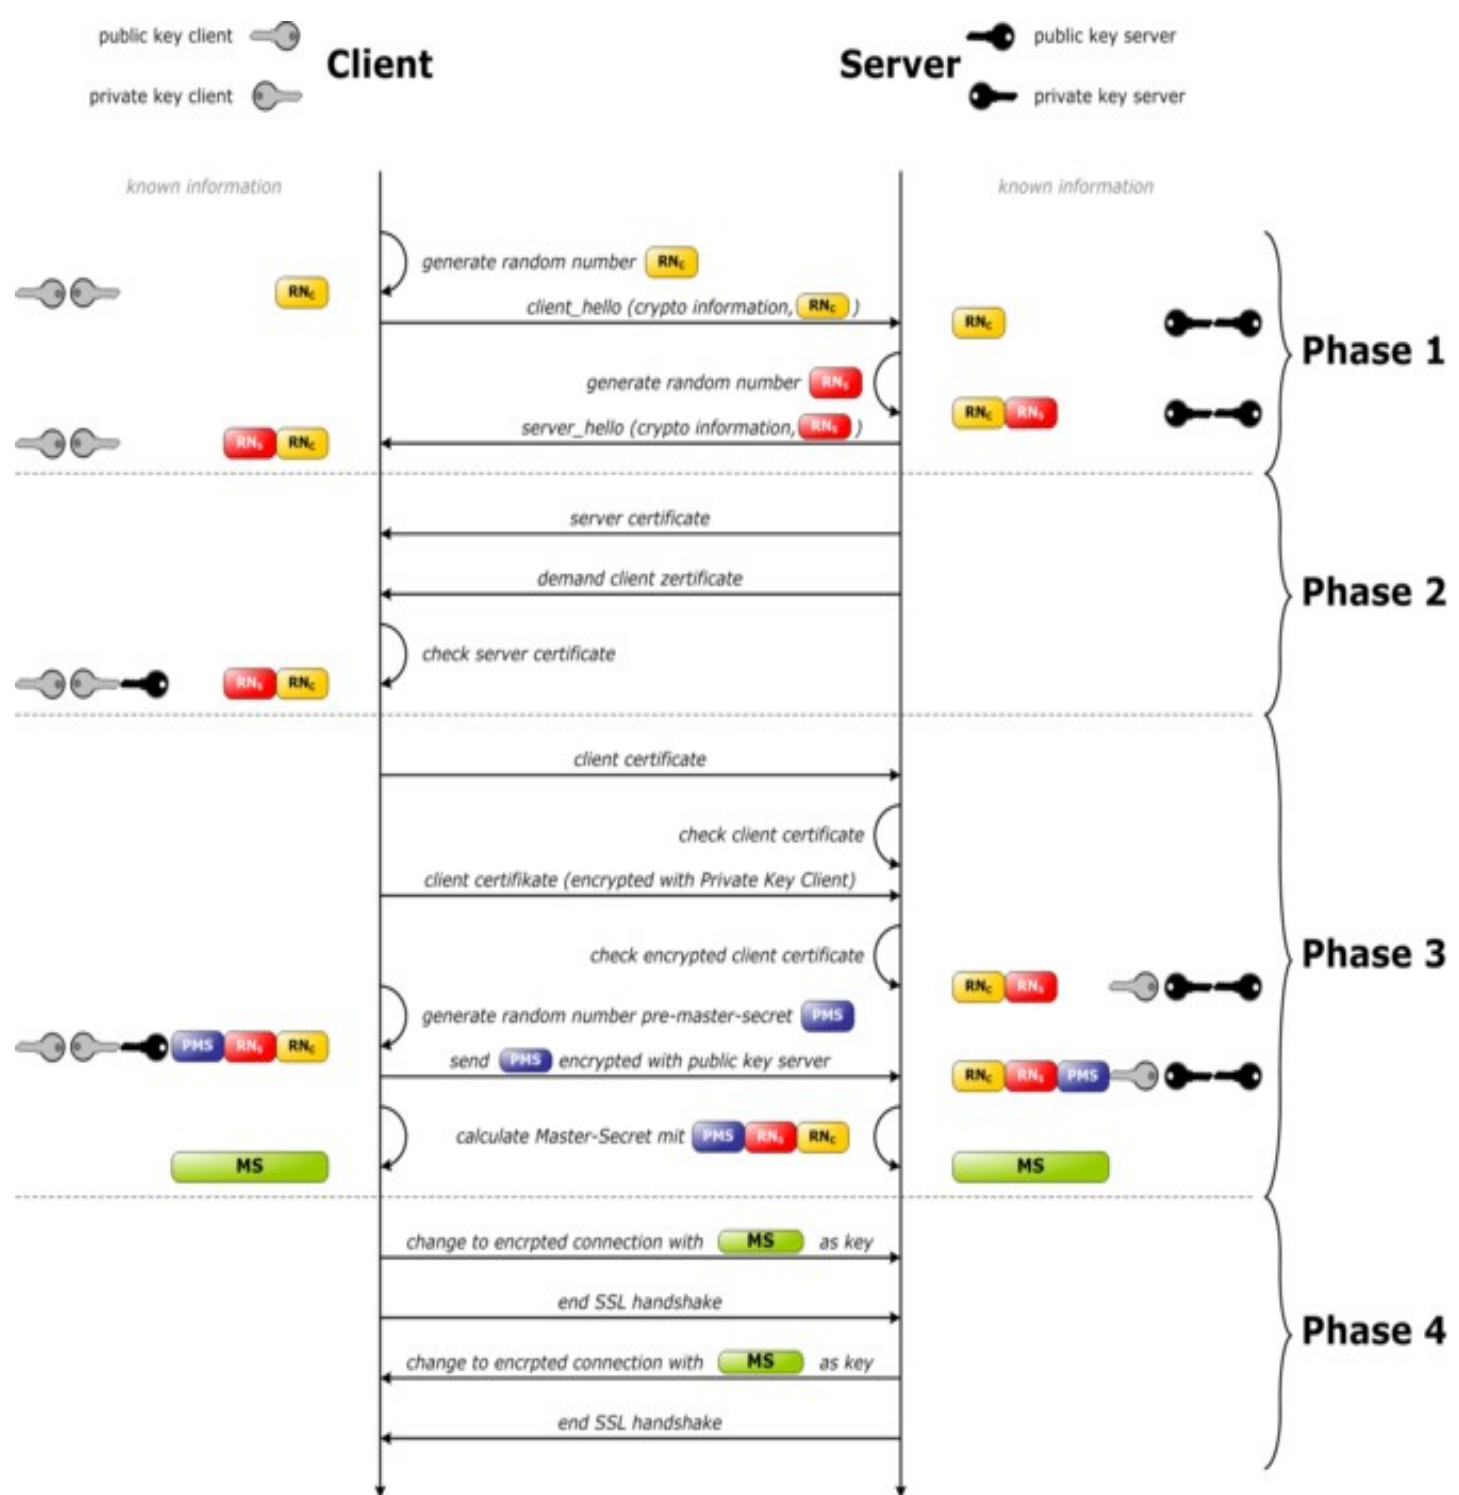 public key client
Client
Server
public key server
private key client
private key server
known information
known information
generate random number RNc
RNc
client_hello (crypto information, RNc )
RNc
Phase 1
generate random number RNs
RNc RNs
server_hello (crypto information, RNs )
RNs RNc
server certificate
demand client zertificate
Phase 2
check server certificate
RNs RNc
client certificate
check client certificate
client certifikate (encrypted with Private Key Client)
check encrypted client certificate
Phase 3
RNc RNs
generate random number pre-master-secret PMS
PMS RNs RNc
send PMS encrypted with public key server
RNc RNs PMS
calculate Master-Secret mit PMS RNs RNc
MS
MS
change to encrpted connection with MS as key
end SSL handshake
Phase 4
change to encrpted connection with MS as key
end SSL handshake